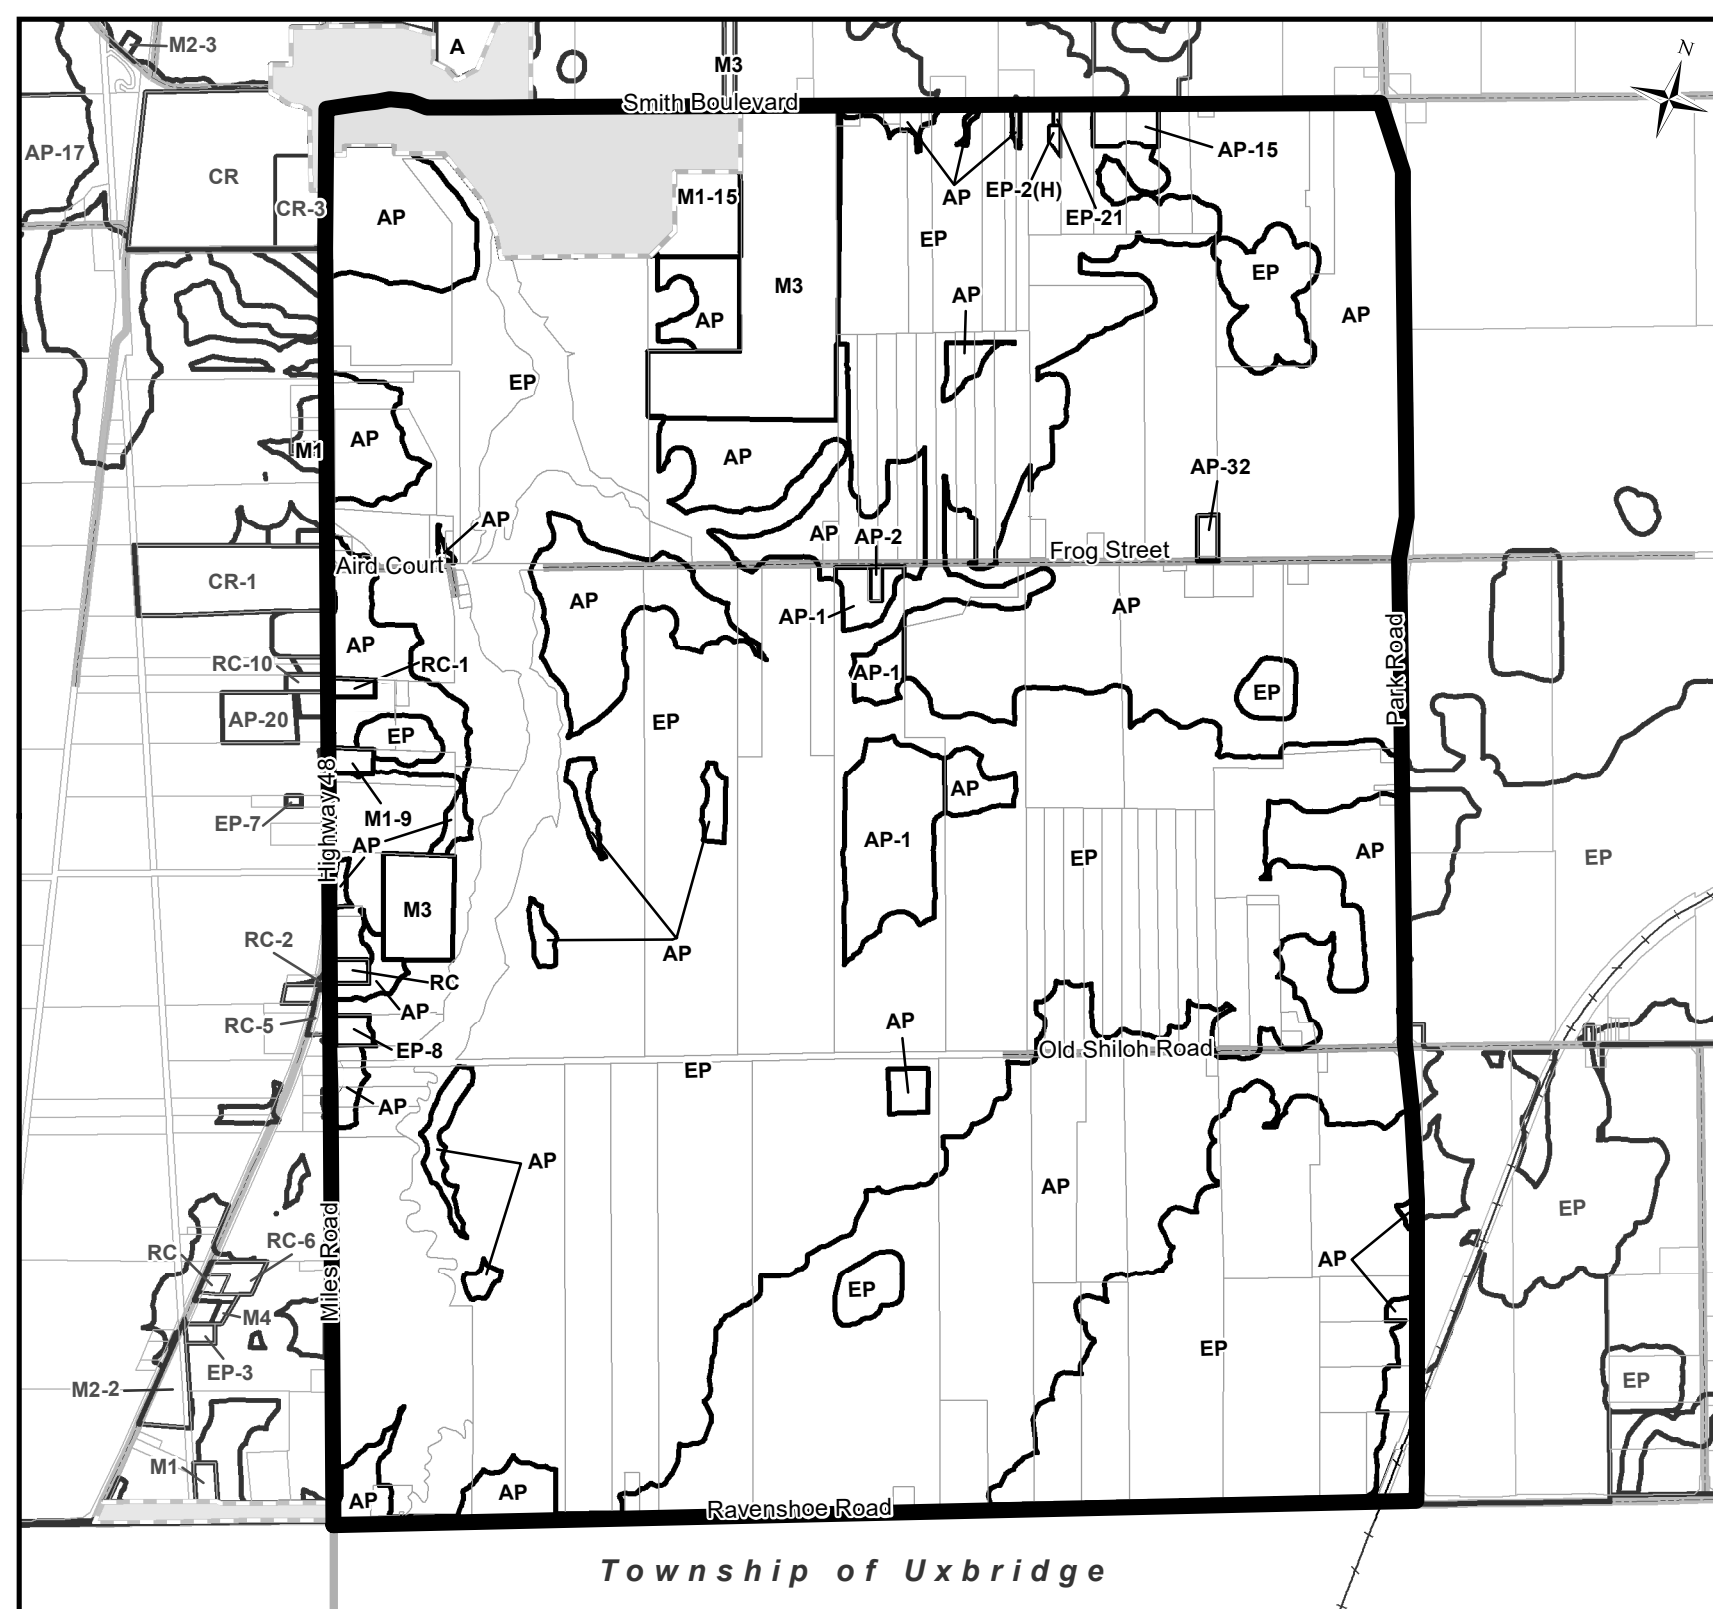 M2-3
A
N
M3
Smith Boulevard
AP-17
CR
CR-3
AP
M1-15
AP
EP-2(H)
EP-21
AP-15
EP
M3
AP
AP
EP
AP
EP
M1
AP
AP
AP-32
AP
AP
AP-2
Frog Street
Aird Court
CR-1
AP
AP-1
AP
AP
RC-10
RC-1
AP-1
EP
Park Road
AP-20
EP
EP
Highway 48
M1-9
EP-7
AP
AP
AP-1
EP
AP
EP
M3
RC-2
AP
RC
AP
RC-5
AP
EP-8
Old Shiloh Road
EP
AP
AP
AP
Miles Road
EP
RC
RC-6
AP
EP
M4
EP-3
EP
M2-2
EP
M1
AP
AP
Ravenshoe Road
Township of Uxbridge